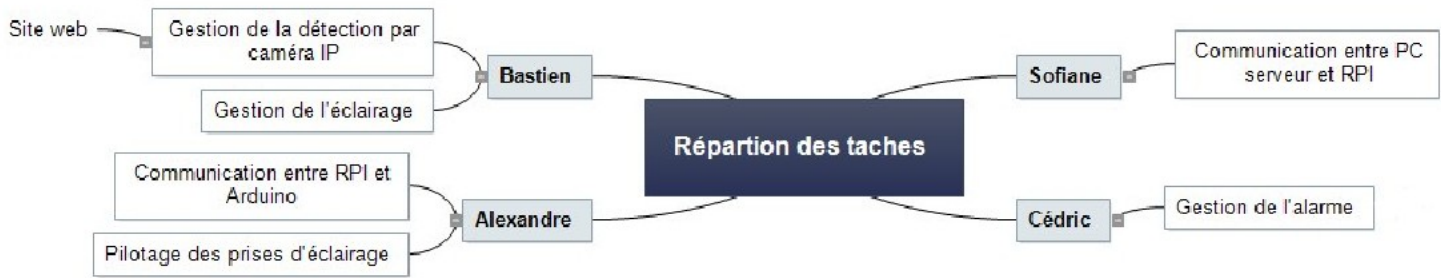 Répartion des taches
Bastien
Gestion de la détection par
caméra IP
Site web
Gestion de l'éclairage
Alexandre
Communication entre RPI et
Arduino
Pilotage des prises d'éclairage
Sofiane
Communication entre PC
serveur et RPI
Cédric
Gestion de l'alarme